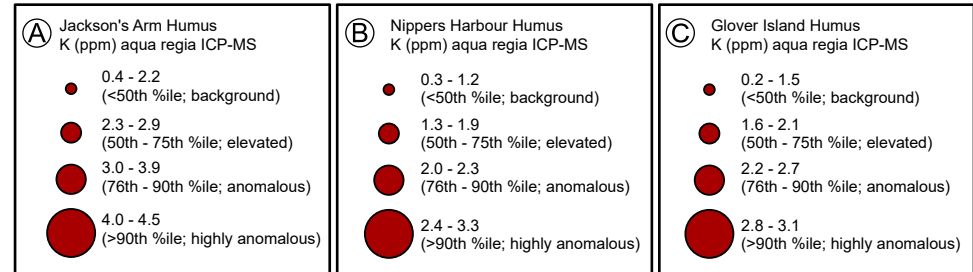 A Jackson's Arm Humus
K (ppm) aqua regia ICP-MS
0.4 - 2.2
(<50th %ile; background)
2.3 - 2.9
(50th - 75th %ile; elevated)
3.0 - 3.9
(76th - 90th %ile; anomalous)
4.0 - 4.5
(>90th %ile; highly anomalous)
B Nippers Harbour Humus
K (ppm) aqua regia ICP-MS
0.3 - 1.2
(<50th %ile; background)
1.3 - 1.9
(50th - 75th %ile; elevated)
2.0 - 2.3
(76th - 90th %ile; anomalous)
2.4 - 3.3
(>90th %ile; highly anomalous)
C Glover Island Humus
K (ppm) aqua regia ICP-MS
0.2 - 1.5
(<50th %ile; background)
1.6 - 2.1
(50th - 75th %ile; elevated)
2.2 - 2.7
(76th - 90th %ile; anomalous)
2.8 - 3.1
(>90th %ile; highly anomalous)